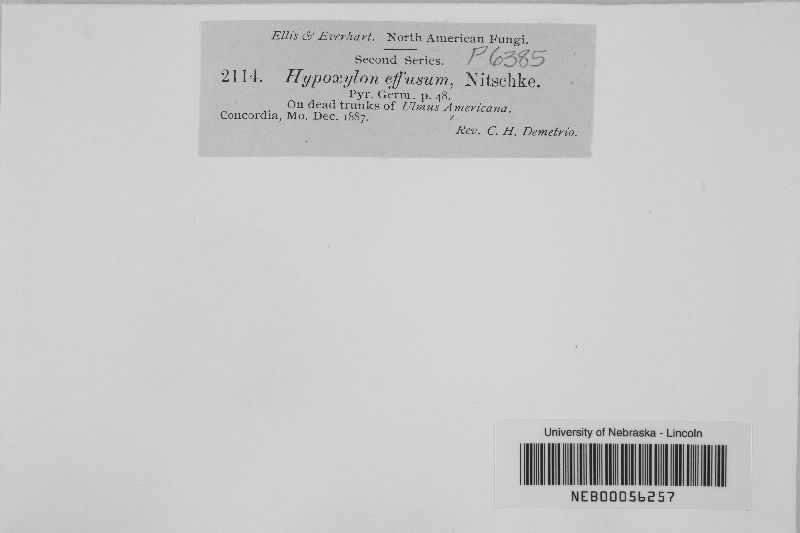 Ellis & Everhart. North American Fungi.
Second Series. P6385
2114. Hypoxylon effusum, Nitschke.
Pyr. Germ. p. 48.
On dead trunks of Ulmus Americana.
Concordia, Mo. Dec. 1887.
Rev. C. H. Demetrio.
University of Nebraska - Lincoln
NEB00056257